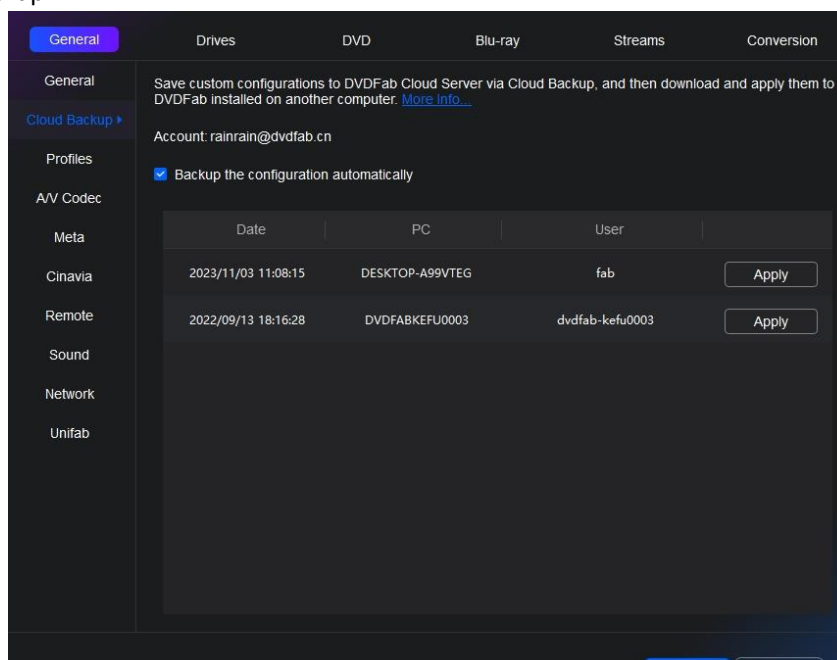 General Drives DVD Blu-ray Streams Conversion
General
Save custom configurations to DVDFab Cloud Server via Cloud Backup, and then download and apply them to
DVDFab installed on another computer. More Info...
Cloud Backup
Account: rainrain@dvdfab.cn
Profiles
Backup the configuration automatically
A/V Codec
Meta
Date PC User
Cinavia
2023/11/03 11:08:15 DESKTOP-A99VTEG fab Apply
Remote
2022/09/13 18:16:28 DVDFABKEFU0003 dvdfab-kefu0003 Apply
Sound
Network
Unifab